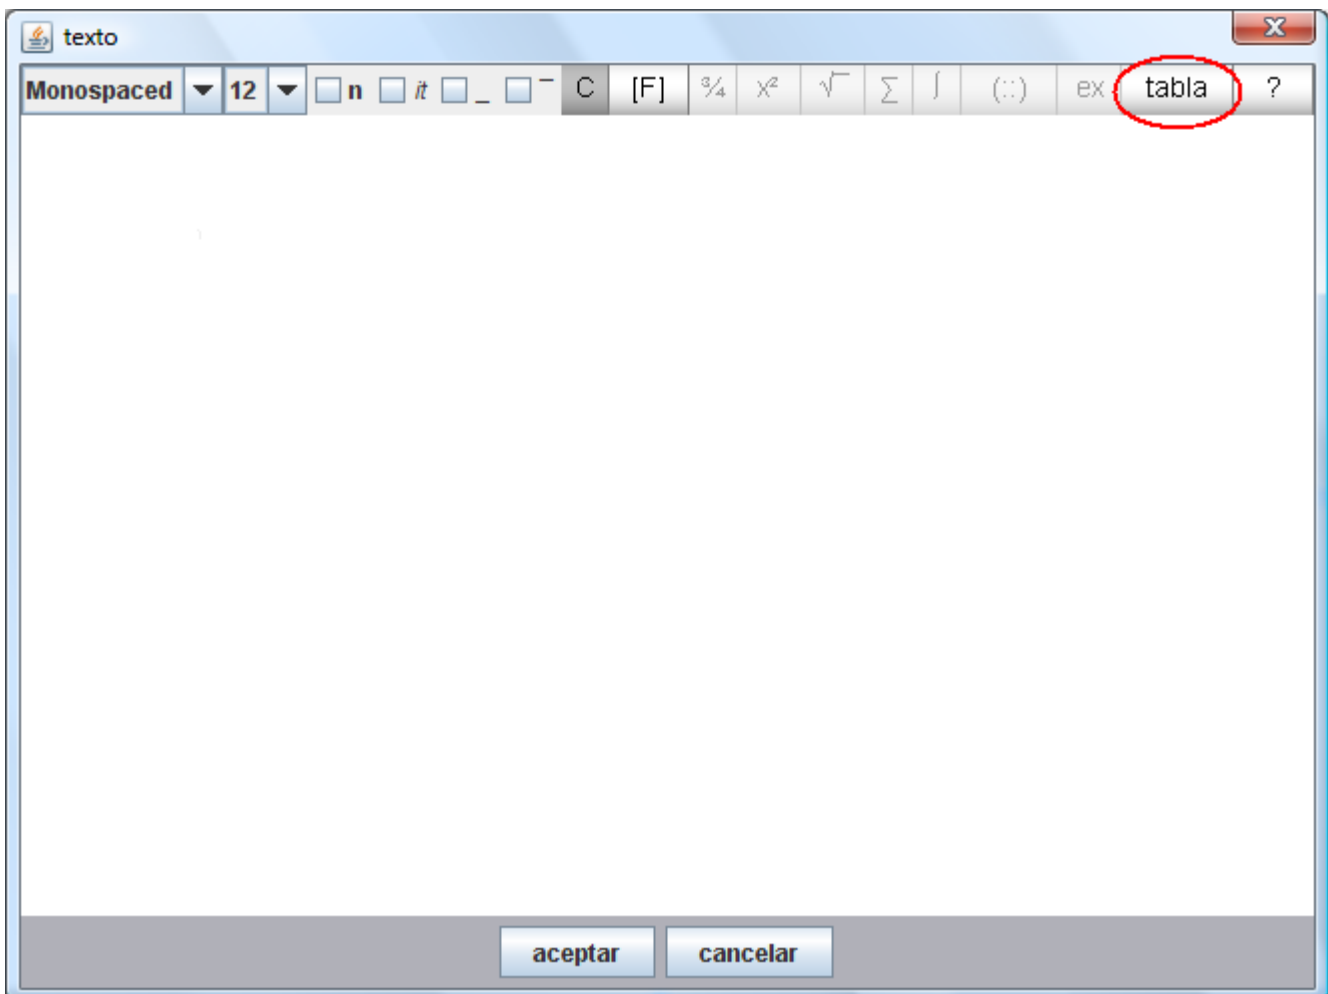 texto
Monospaced 12 n it _ ¯ C [F] ¾ x² √¯ ∑ ∫ (::) ex tabla ?
aceptar cancelar